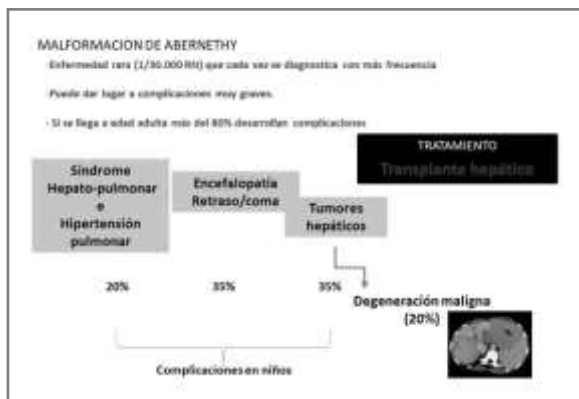 MALFORMACION DE ABERNETHY
-Enfermedad rara (1/30.000 RN) que cada vez se diagnostica con más frecuencia
-Puede dar lugar a complicaciones muy graves.
- Si se llega a edad adulta más del 80% desarrollan complicaciones
TRATAMIENTO
Transplante hepático
Síndrome
Hepato-pulmonar
e
Hipertensión
pulmonar
Encefalopatía
Retraso/coma
Tumores
hepáticos
20%
35%
35%
Degeneración maligna
(20%)
Complicaciones en niños